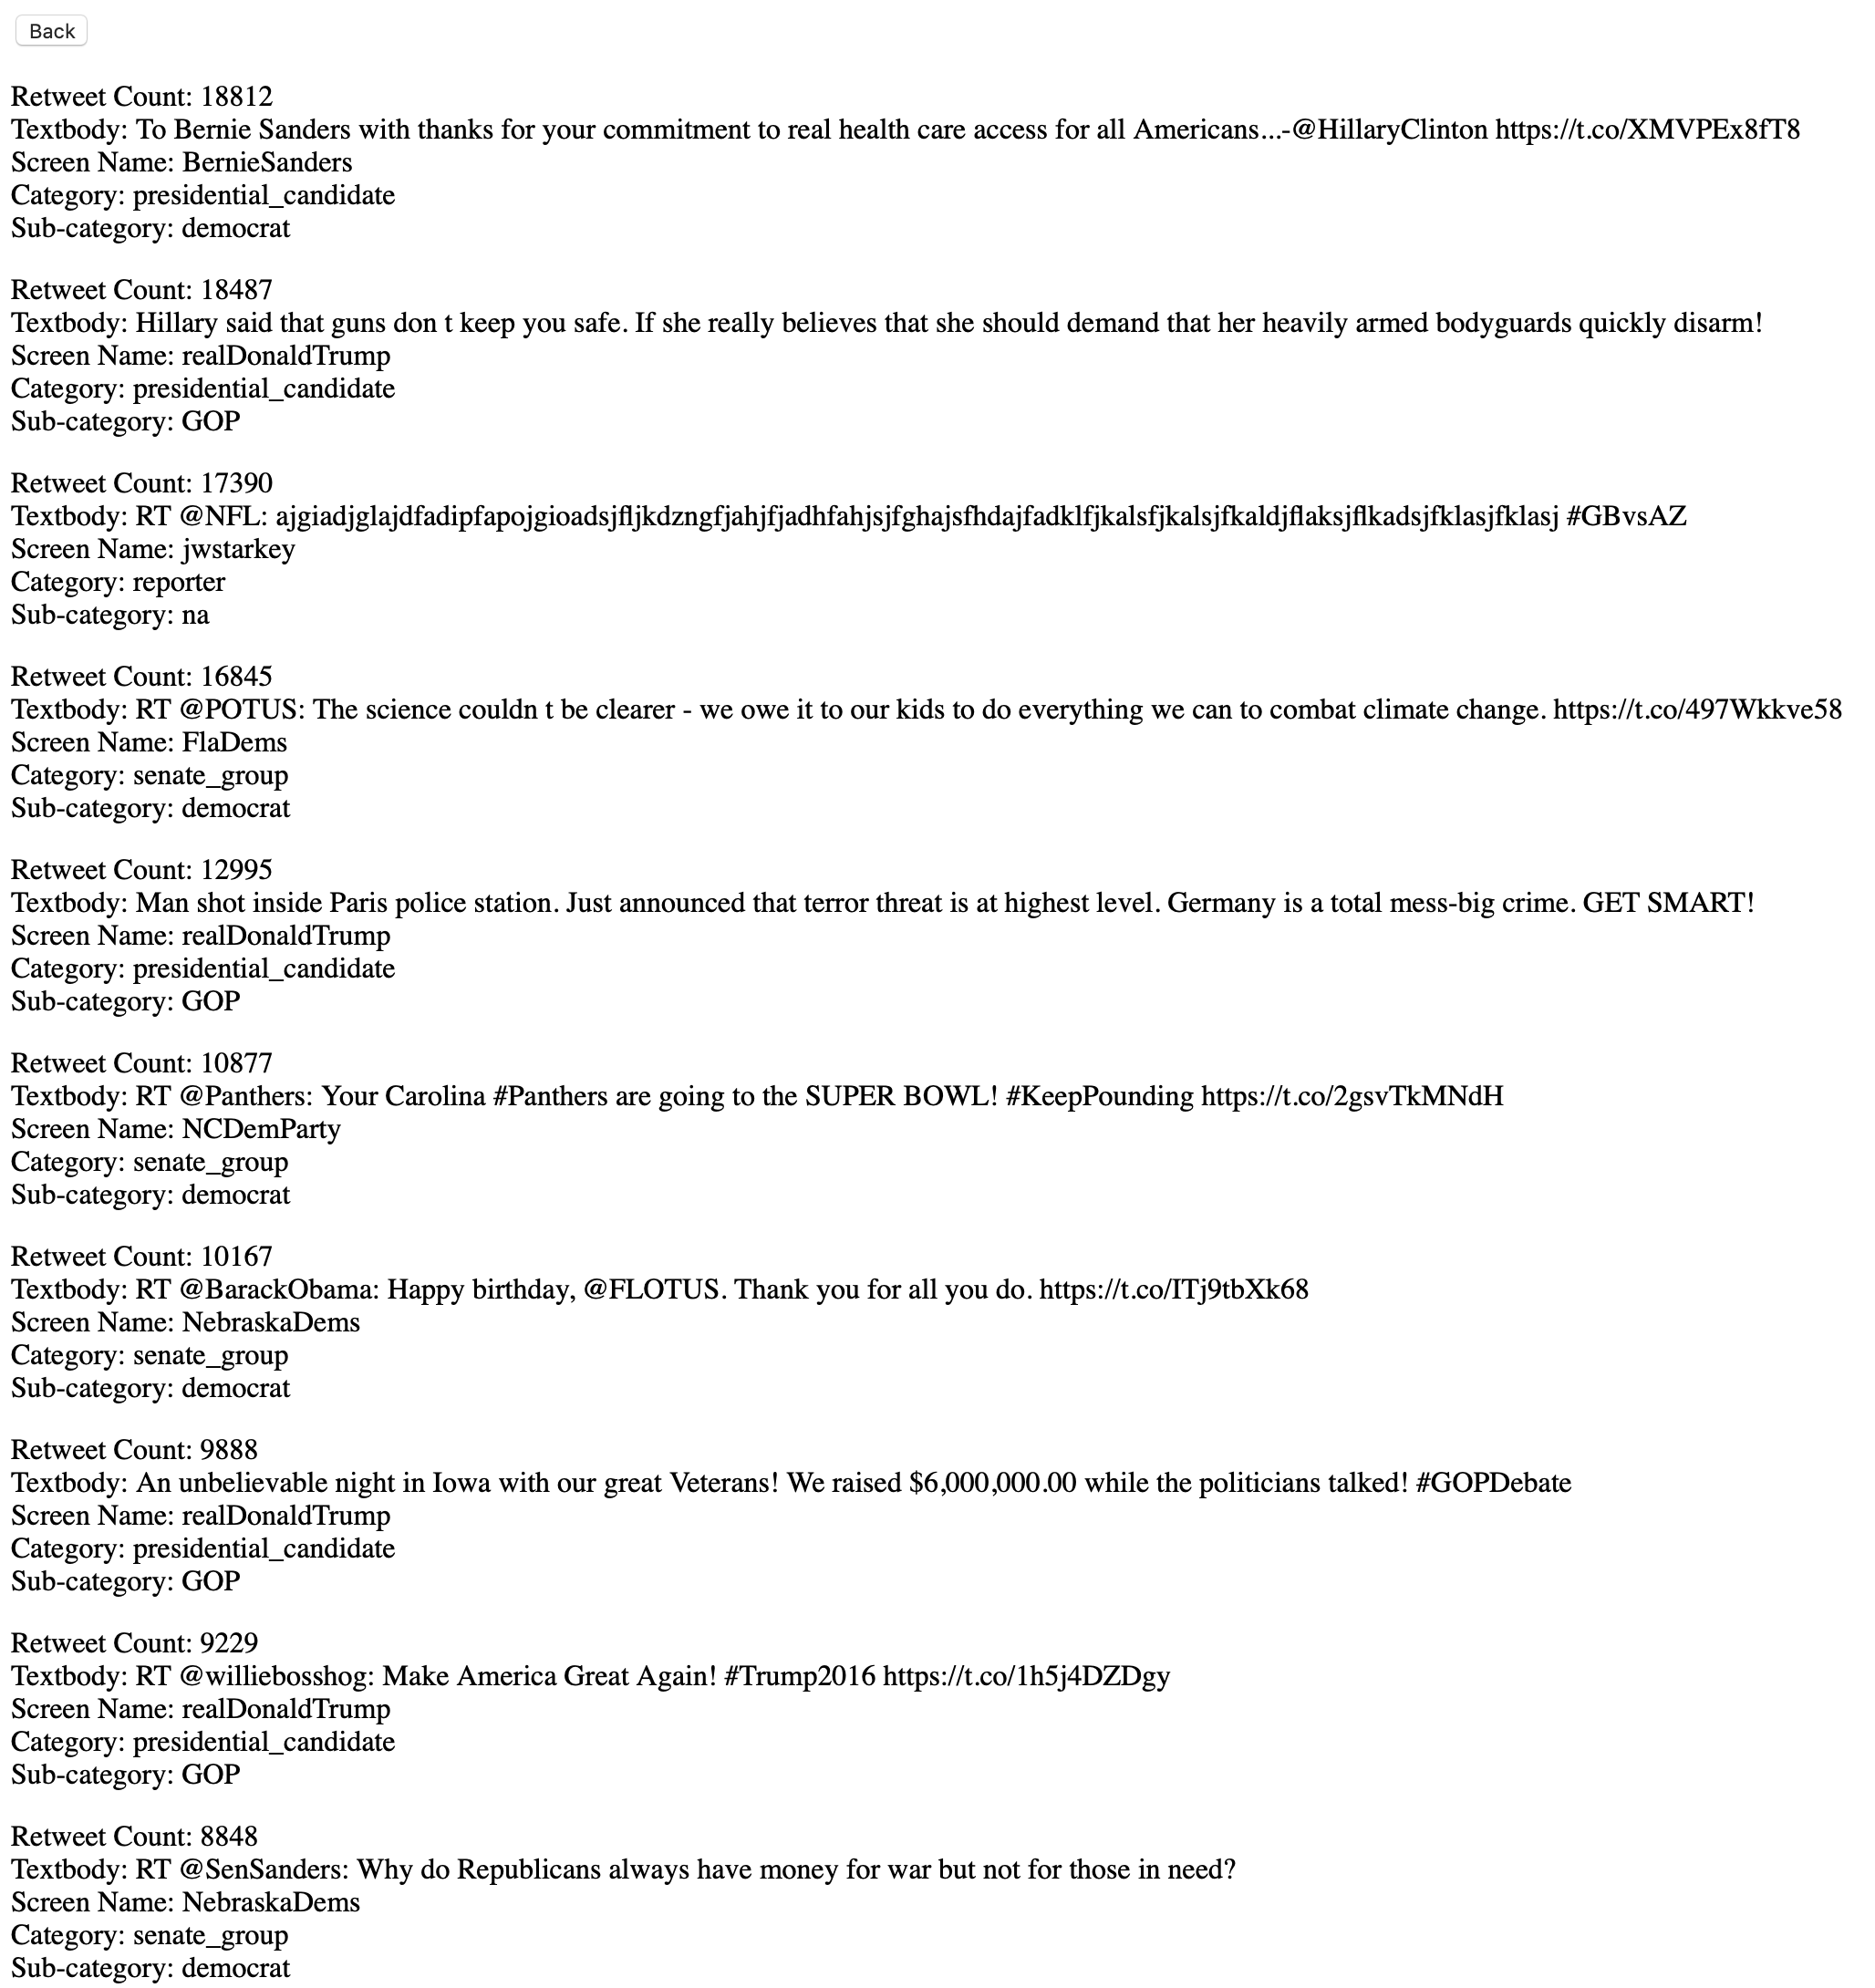 Back
Retweet Count: 18812
Textbody: To Bernie Sanders with thanks for your commitment to real health care access for all Americans...-@HillaryClinton https://t.co/XMVPEx8fT8
Screen Name: BernieSanders
Category: presidential_candidate
Sub-category: democrat
Retweet Count: 18487
Textbody: Hillary said that guns don t keep you safe. If she really believes that she should demand that her heavily armed bodyguards quickly disarm!
Screen Name: realDonaldTrump
Category: presidential_candidate
Sub-category: GOP
Retweet Count: 17390
Textbody: RT @NFL: ajgiadjglajdfadipfapojgioadsjfljkdzngfjahjfjadhfahjsjfghajsfhdajfadklfjkalsfjkalsjfkaldjflaksjflkadsjfklasjfklasj #GBvsAZ
Screen Name: jwstarkey
Category: reporter
Sub-category: na
Retweet Count: 16845
Textbody: RT @POTUS: The science couldn t be clearer - we owe it to our kids to do everything we can to combat climate change. https://t.co/497Wkkve58
Screen Name: FlaDems
Category: senate_group
Sub-category: democrat
Retweet Count: 12995
Textbody: Man shot inside Paris police station. Just announced that terror threat is at highest level. Germany is a total mess-big crime. GET SMART!
Screen Name: realDonaldTrump
Category: presidential_candidate
Sub-category: GOP
Retweet Count: 10877
Textbody: RT @Panthers: Your Carolina #Panthers are going to the SUPER BOWL! #KeepPounding https://t.co/2gsvTkMNdH
Screen Name: NCDemParty
Category: senate_group
Sub-category: democrat
Retweet Count: 10167
Textbody: RT @BarackObama: Happy birthday, @FLOTUS. Thank you for all you do. https://t.co/ITj9tbXk68
Screen Name: NebraskaDems
Category: senate_group
Sub-category: democrat
Retweet Count: 9888
Textbody: An unbelievable night in Iowa with our great Veterans! We raised $6,000,000.00 while the politicians talked! #GOPDebate
Screen Name: realDonaldTrump
Category: presidential_candidate
Sub-category: GOP
Retweet Count: 9229
Textbody: RT @williebosshog: Make America Great Again! #Trump2016 https://t.co/1h5j4DZDgy
Screen Name: realDonaldTrump
Category: presidential_candidate
Sub-category: GOP
Retweet Count: 8848
Textbody: RT @SenSanders: Why do Republicans always have money for war but not for those in need?
Screen Name: NebraskaDems
Category: senate_group
Sub-category: democrat